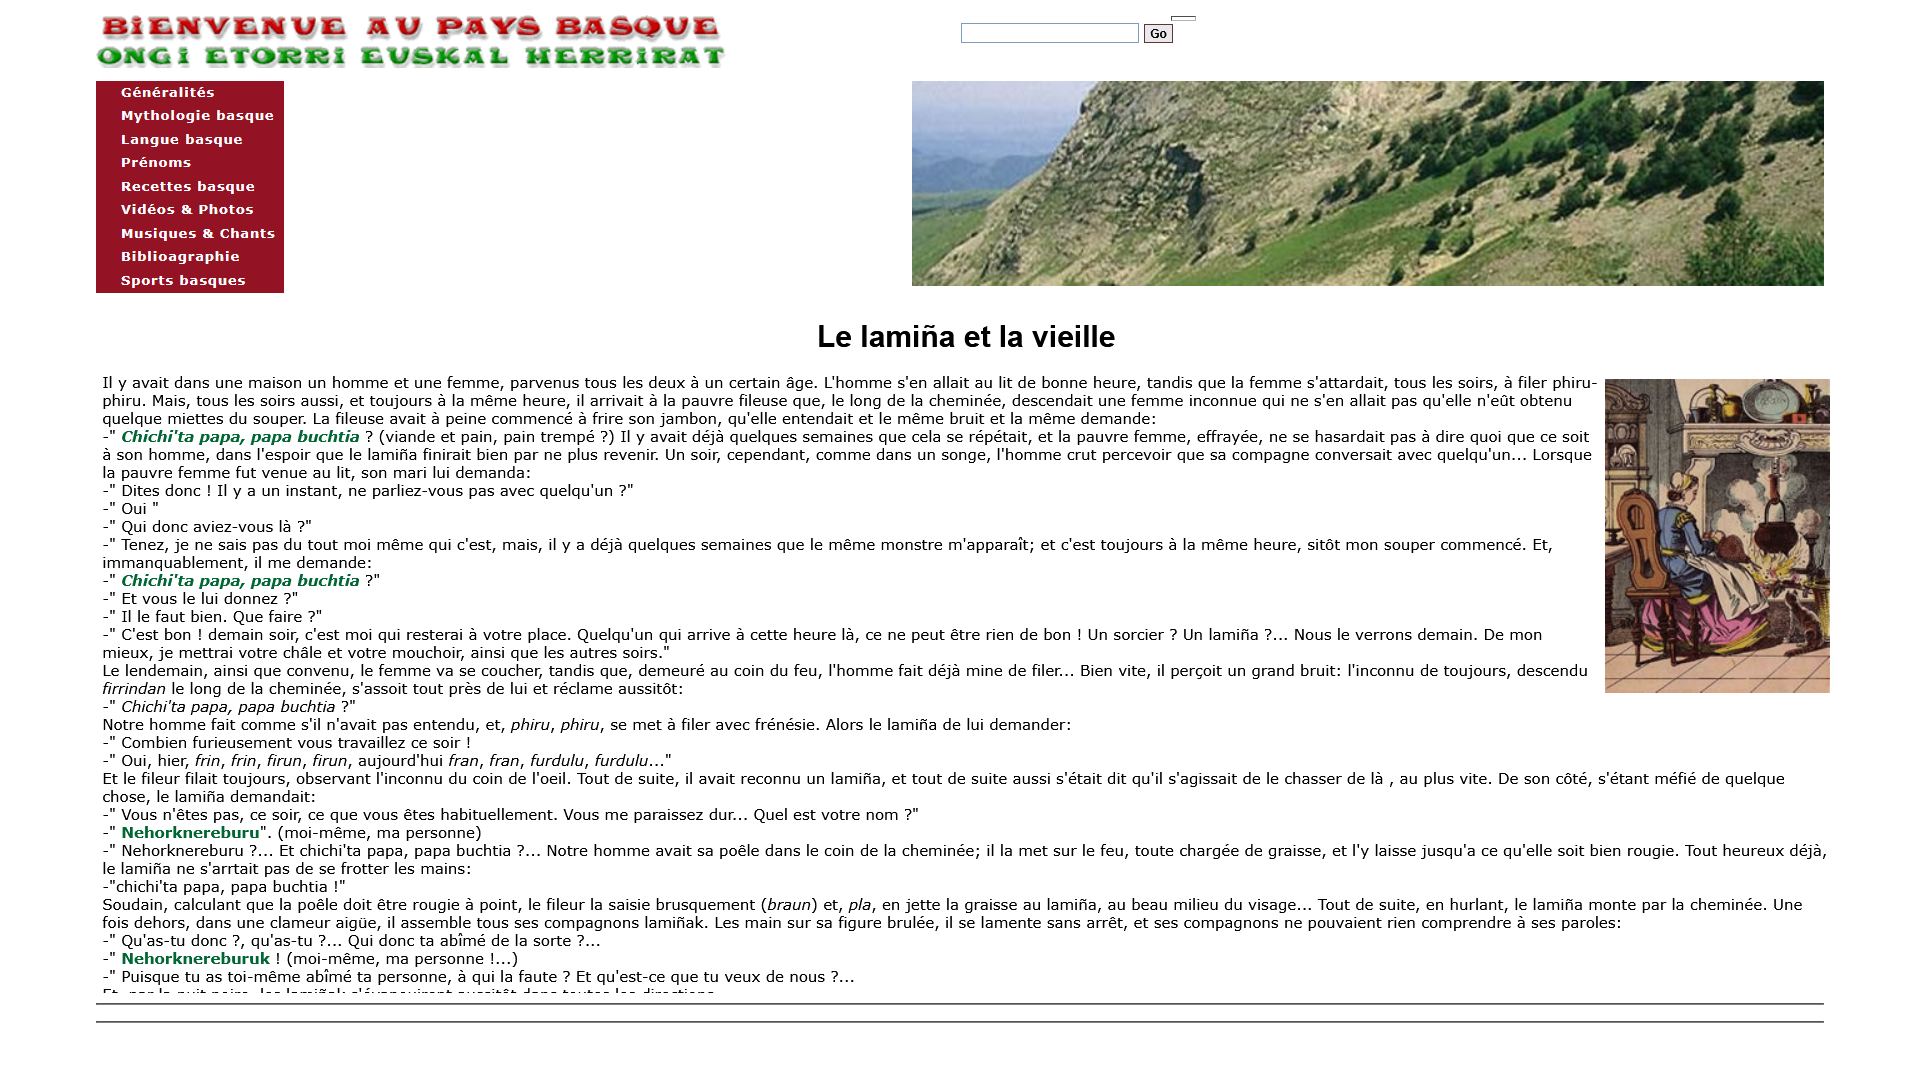 BiENVENUE AU PAYS BASQUE
ONGi ETORRi EUSKAL HERRiRAT
Go
Généralités
Mythologie basque
Langue basque
Prénoms
Recettes basque
Vidéos & Photos
Musiques & Chants
Biblioagraphie
Sports basques
Le lamiña et la vieille
Il y avait dans une maison un homme et une femme, parvenus tous les deux à un certain âge. L'homme s'en allait au lit de bonne heure, tandis que la femme s'attardait, tous les soirs, à filer phiru-
phiru. Mais, tous les soirs aussi, et toujours à la même heure, il arrivait à la pauvre fileuse que, le long de la cheminée, descendait une femme inconnue qui ne s'en allait pas qu'elle n'eût obtenu
quelque miettes du souper. La fileuse avait à peine commencé à frire son jambon, qu'elle entendait et le même bruit et la même demande:
-" Chichi'ta papa, papa buchtia ? (viande et pain, pain trempé ?) Il y avait déjà quelques semaines que cela se répétait, et la pauvre femme, effrayée, ne se hasardait pas à dire quoi que ce soit
à son homme, dans l'espoir que le lamiña finirait bien par ne plus revenir. Un soir, cependant, comme dans un songe, l'homme crut percevoir que sa compagne conversait avec quelqu'un... Lorsque
la pauvre femme fut venue au lit, son mari lui demanda:
-" Dites donc ! Il y a un instant, ne parliez-vous pas avec quelqu'un ?"
-" Oui "
-" Qui donc aviez-vous là ?"
-" Tenez, je ne sais pas du tout moi même qui c'est, mais, il y a déjà quelques semaines que le même monstre m'apparaît; et c'est toujours à la même heure, sitôt mon souper commencé. Et,
immanquablement, il me demande:
-" Chichi'ta papa, papa buchtia ?"
-" Et vous le lui donnez ?"
-" Il le faut bien. Que faire ?"
-" C'est bon ! demain soir, c'est moi qui resterai à votre place. Quelqu'un qui arrive à cette heure là, ce ne peut être rien de bon ! Un sorcier ? Un lamiña ?... Nous le verrons demain. De mon
mieux, je mettrai votre châle et votre mouchoir, ainsi que les autres soirs."
Le lendemain, ainsi que convenu, le femme va se coucher, tandis que, demeuré au coin du feu, l'homme fait déjà mine de filer... Bien vite, il perçoit un grand bruit: l'inconnu de toujours, descendu
firrindan le long de la cheminée, s'assoit tout près de lui et réclame aussitôt:
-" Chichi'ta papa, papa buchtia ?"
Notre homme fait comme s'il n'avait pas entendu, et, phiru, phiru, se met à filer avec frénésie. Alors le lamiña de lui demander:
-" Combien furieusement vous travaillez ce soir !
-" Oui, hier, frin, frin, firun, firun, aujourd'hui fran, fran, furdulu, furdulu..."
Et le fileur filait toujours, observant l'inconnu du coin de l'oeil. Tout de suite, il avait reconnu un lamiña, et tout de suite aussi s'était dit qu'il s'agissait de le chasser de là , au plus vite. De son côté, s'étant méfié de quelque
chose, le lamiña demandait:
-" Vous n'êtes pas, ce soir, ce que vous êtes habituellement. Vous me paraissez dur... Quel est votre nom ?"
-" Nehorknereburu". (moi-même, ma personne)
-" Nehorknereburu ?... Et chichi'ta papa, papa buchtia ?... Notre homme avait sa poêle dans le coin de la cheminée; il la met sur le feu, toute chargée de graisse, et l'y laisse jusqu'a ce qu'elle soit bien rougie. Tout heureux déjà,
le lamiña ne s'arrtait pas de se frotter les mains:
-"chichi'ta papa, papa buchtia !"
Soudain, calculant que la poêle doit être rougie à point, le fileur la saisie brusquement (braun) et, pla, en jette la graisse au lamiña, au beau milieu du visage... Tout de suite, en hurlant, le lamiña monte par la cheminée. Une
fois dehors, dans une clameur aigüe, il assemble tous ses compagnons lamiñak. Les main sur sa figure brulée, il se lamente sans arrêt, et ses compagnons ne pouvaient rien comprendre à ses paroles:
-" Qu'as-tu donc ?, qu'as-tu ?... Qui donc ta abîmé de la sorte ?...
-" Nehorknereburuk ! (moi-même, ma personne !...)
-" Puisque tu as toi-même abîmé ta personne, à qui la faute ? Et qu'est-ce que tu veux de nous ?...
Et, par la nuit noire, les lamiñak s'évanouirent aussitôt dans toutes les directions